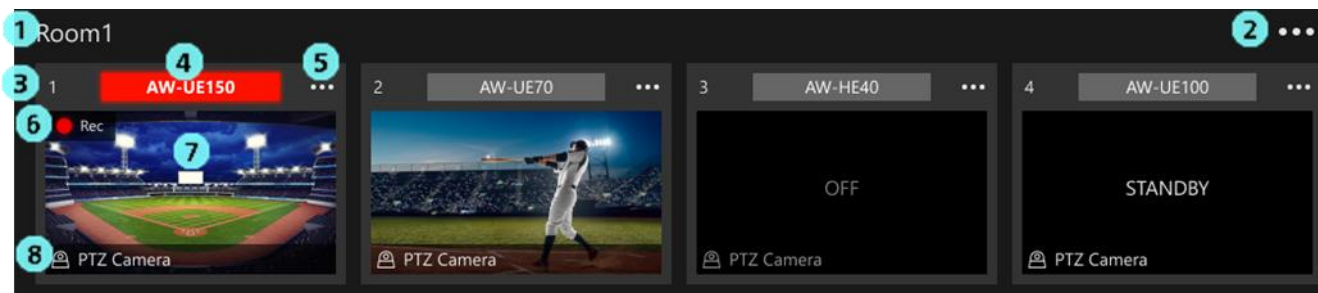 1 Room1 2 •••
3 1 4 AW-UE150 5 ••• 2 AW-UE70 ••• 3 AW-HE40 ••• 4 AW-UE100 •••
6 Rec
7 OFF STANDBY
8 PTZ Camera PTZ Camera PTZ Camera PTZ Camera